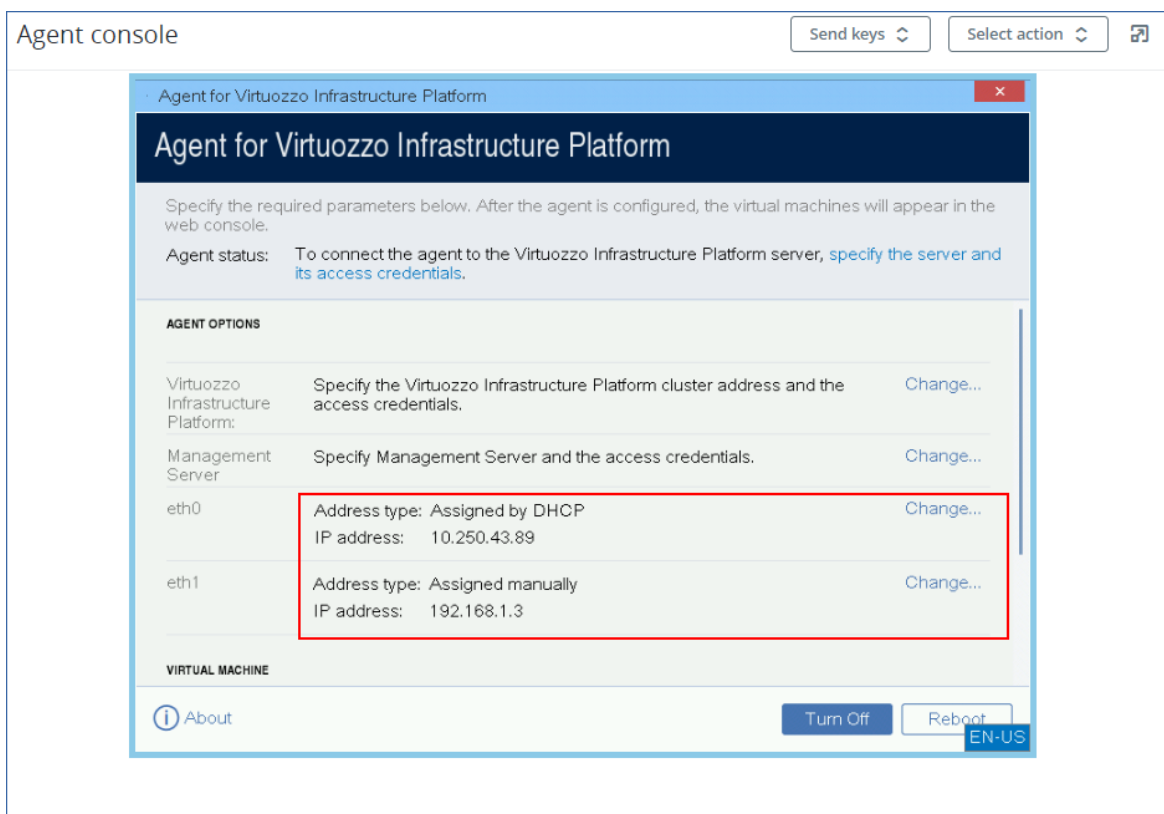 Agent console
Send keys
Select action
Agent for Virtuozzo Infrastructure Platform
Agent for Virtuozzo Infrastructure Platform
Specify the required parameters below. After the agent is configured, the virtual machines will appear in the
web console.
Agent status: To connect the agent to the Virtuozzo Infrastructure Platform server, specify the server and
its access credentials.
AGENT OPTIONS
Virtuozzo
Infrastructure
Platform:
Specify the Virtuozzo Infrastructure Platform cluster address and the
access credentials.
Change...
Management
Server
Specify Management Server and the access credentials.
Change...
eth0
Address type: Assigned by DHCP
IP address: 10.250.43.89
Change...
eth1
Address type: Assigned manually
IP address: 192.168.1.3
Change...
VIRTUAL MACHINE
About
Turn Off
Reboot
EN-US